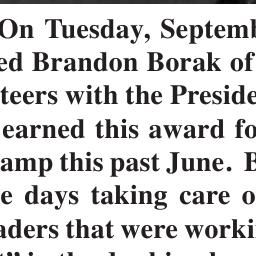 On Tuesday, Septemb
ed Brandon Borak of
teers with the Preside
earned this award fo
amp this past June. B
e days taking care o
aders that were worki